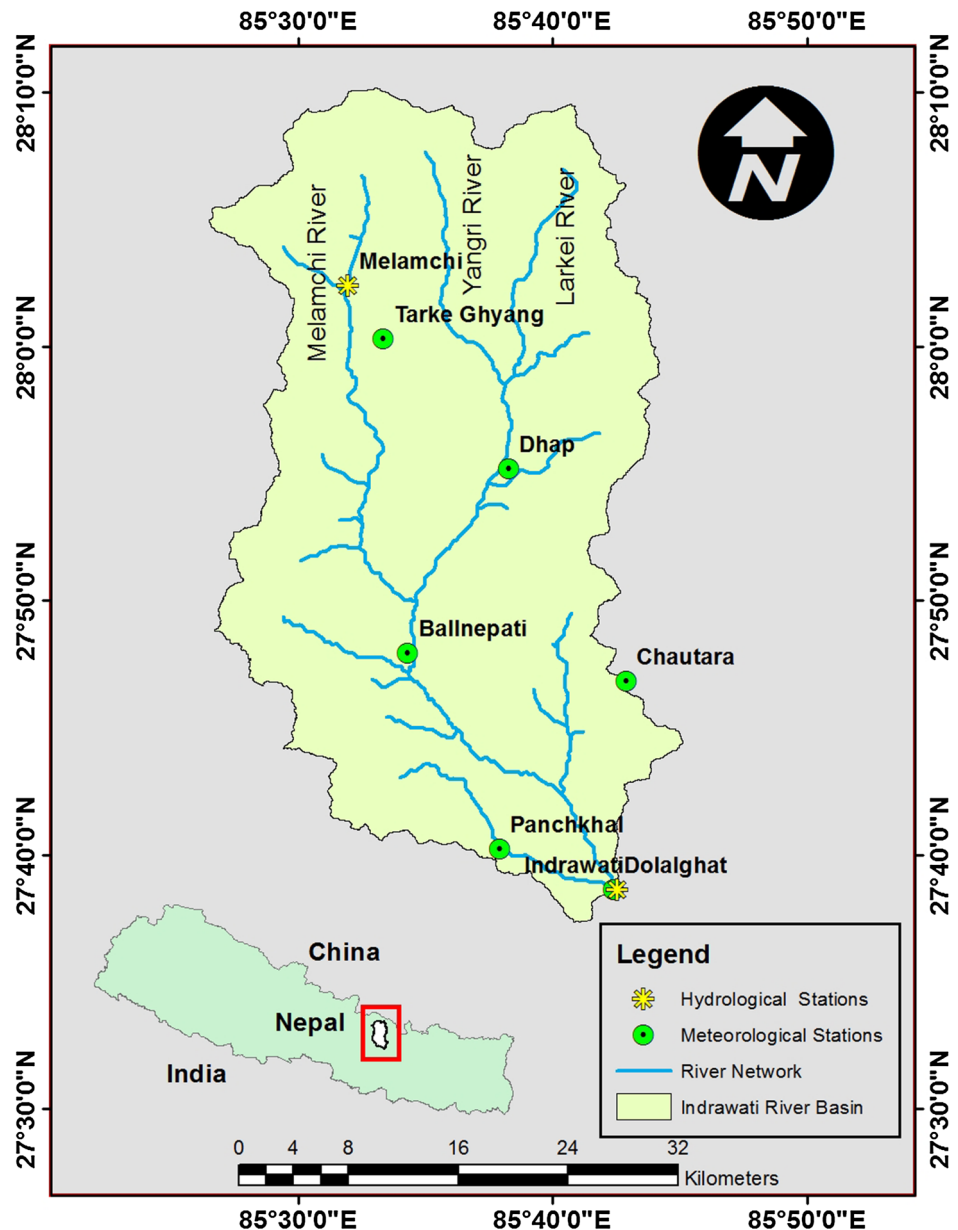 85°30'0"E 85°40'0"E 85°50'0"E
28°10'0"N 28°10'0"N
N
Melamchi River
Yangri River
Larkei River
Melamchi
Tarke Ghyang
28°0'0"N 28°0'0"N
Dhap
27°50'0"N 27°50'0"N
Ballnepati
Chautara
Panchkhal
27°40'0"N 27°40'0"N
Indrawati Dolalghat
China
Nepal
India
Legend
Hydrological Stations
Meteorological Stations
River Network
Indrawati River Basin
27°30'0"N 27°30'0"N
0 4 8 16 24 32
Kilometers
85°30'0"E 85°40'0"E 85°50'0"E